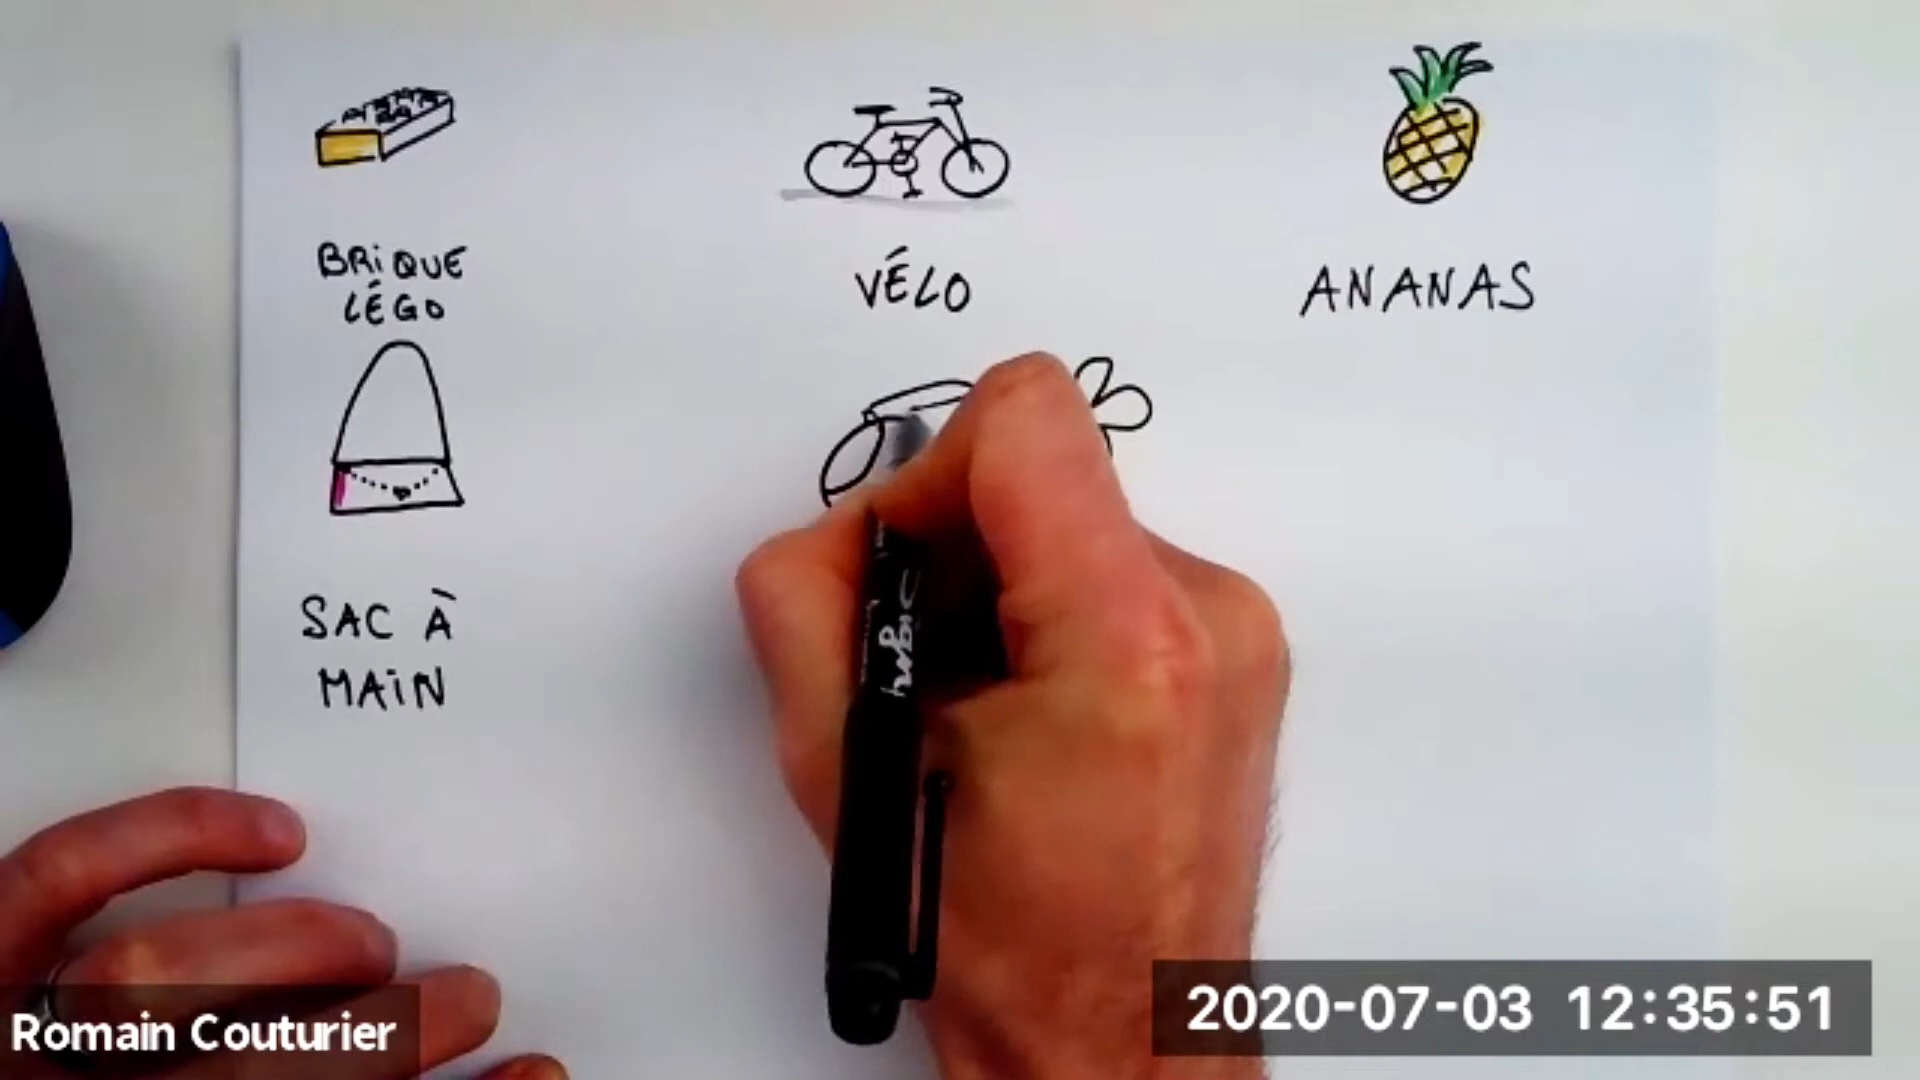 BRiQUE
LÉGO
VÉLO
ANANAS
SAC À
MAiN
Romain Couturier
2020-07-03 12:35:51